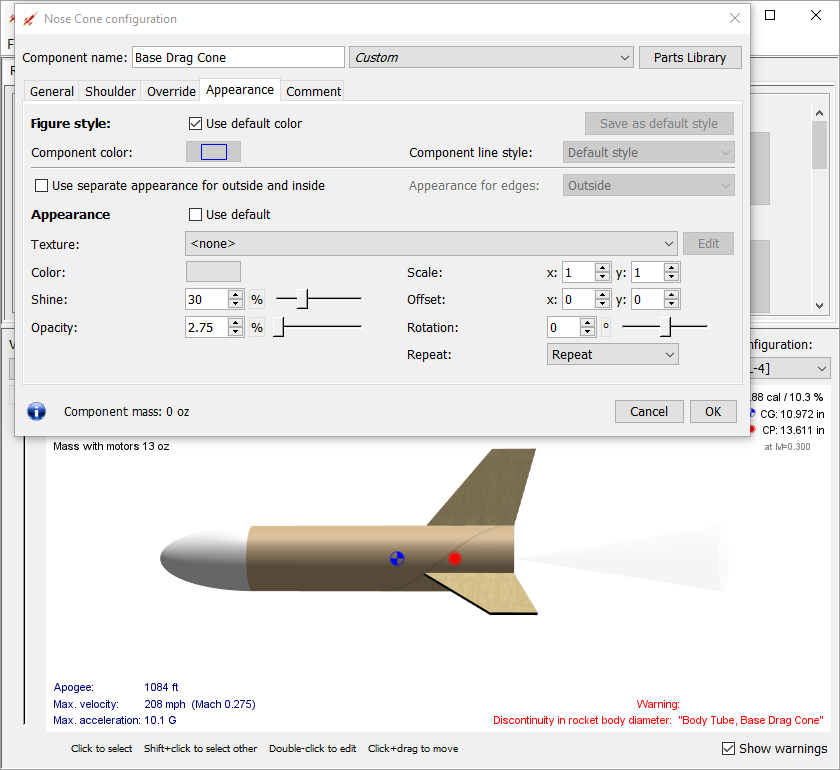 Nose Cone configuration
Component name: Base Drag Cone Custom Parts Library
General Shoulder Override Appearance Comment
Figure style: Use default color Save as default style
Component color: Component line style: Default style
Use separate appearance for outside and inside Appearance for edges: Outside
Appearance Use default
Texture: <none> Edit
Color: Scale: x: 1 y: 1
Shine: 30 % Offset: x: 0 y: 0
Opacity: 2.75 % Rotation: 0 °
Repeat: Repeat
Component mass: 0 oz Cancel OK
-4]
88 cal / 10.3 %
CG: 10.972 in
CP: 13.611 in
at M=0.300
Mass with motors 13 oz
Apogee: 1084 ft
Max. velocity: 208 mph (Mach 0.275)
Max. acceleration: 10.1 G
Warning:
Discontinuity in rocket body diameter: "Body Tube, Base Drag Cone"
Click to select Shift+click to select other Double-click to edit Click+drag to move
Show warnings